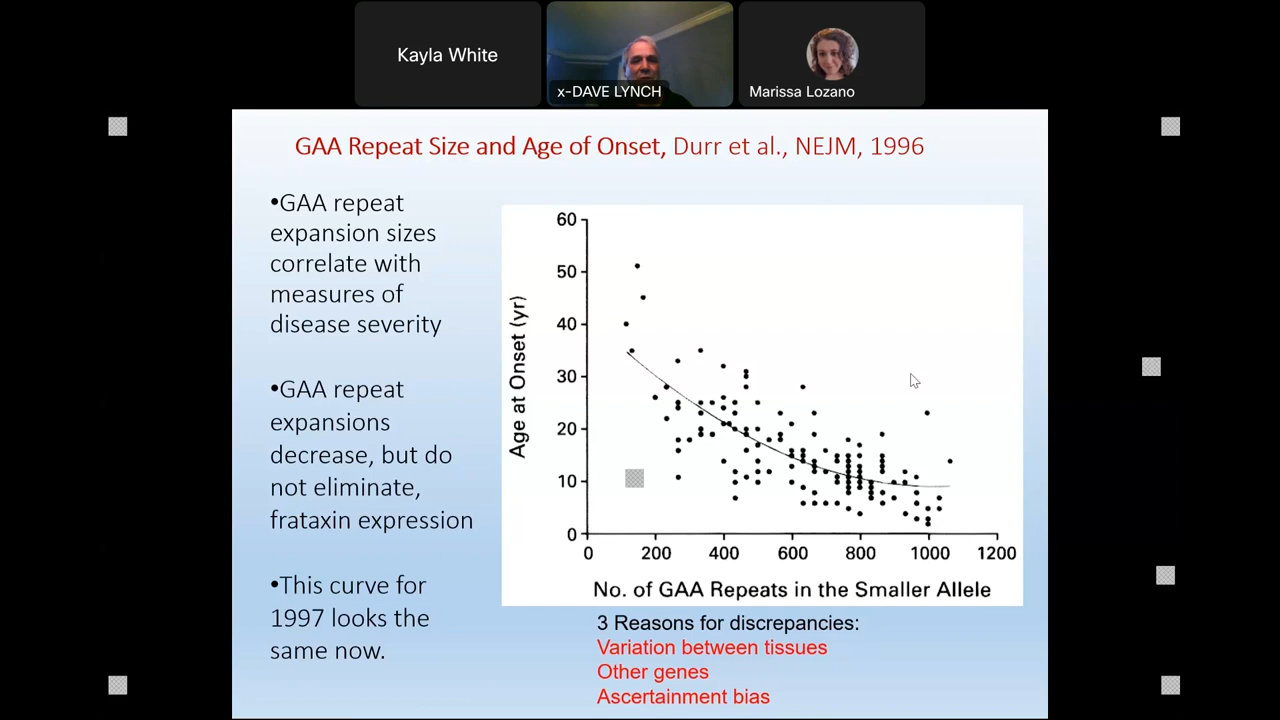 Kayla White
x-DAVE LYNCH
Marissa Lozano
GAA Repeat Size and Age of Onset, Durr et al., NEJM, 1996
•GAA repeat
expansion sizes
correlate with
measures of
disease severity
•GAA repeat
expansions
decrease, but do
not eliminate,
frataxin expression
•This curve for
1997 looks the
same now.
Age at Onset (yr)
60
50
40
30
20
10
0
0 200 400 600 800 1000 1200
No. of GAA Repeats in the Smaller Allele
3 Reasons for discrepancies:
Variation between tissues
Other genes
Ascertainment bias